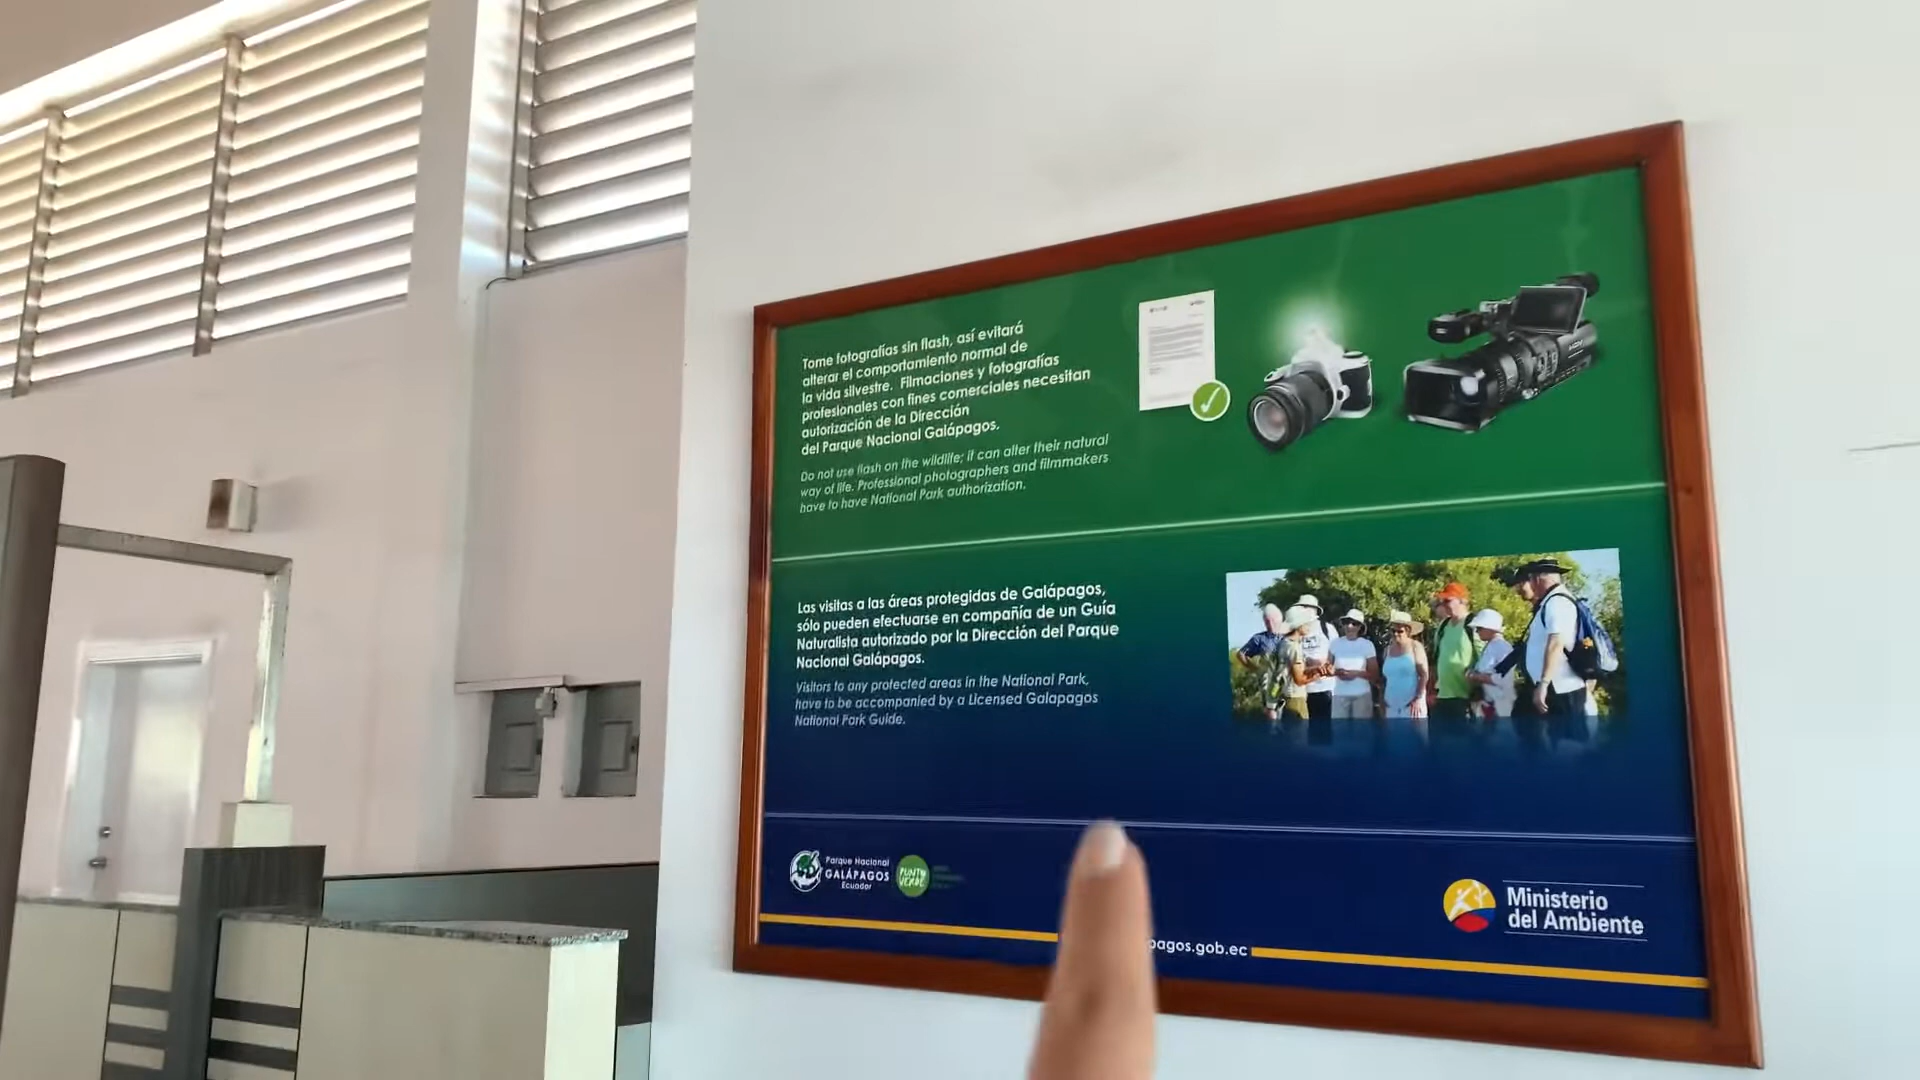 Tome fotografías sin flash, así evitará
alterar el comportamiento normal de
la vida silvestre. Filmaciones y fotografías
profesionales con fines comerciales necesitan
autorización de la Dirección
del Parque Nacional Galápagos.
Do not use flash on the wildlife; it can alter their natural
way of life. Professional photographers and filmmakers
have to have National Park authorization.
Las visitas a las áreas protegidas de Galápagos,
sólo pueden efectuarse en compañía de un Guía
Naturalista autorizado por la Dirección del Parque
Nacional Galápagos.
Visitors to any protected areas in the National Park,
have to be accompanied by a Licensed Galapagos
National Park Guide.
Parque Nacional
GALÁPAGOS
Ecuador
PUNTO
VERDE
Ministerio
del Ambiente
pagos.gob.ec